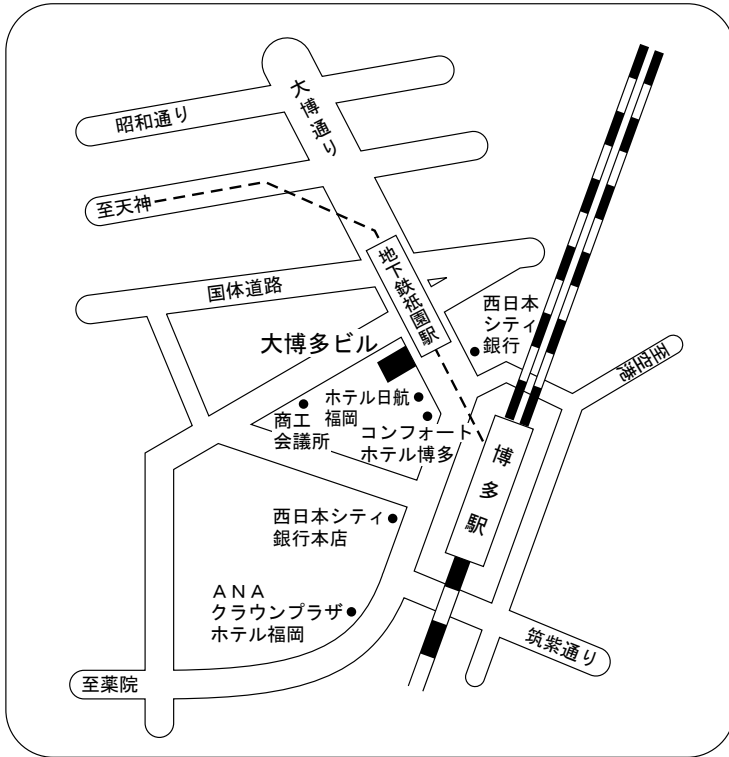 大博通り
昭和通り
至天神
国体道路
地下鉄祇園駅
西日本
シティ
銀行
至空港
大博多ビル
ホテル日航
福岡
商工
会議所
コンフォート
ホテル博多
博多駅
西日本シティ
銀行本店
ＡＮＡ
クラウンプラザ
ホテル福岡
筑紫通り
至薬院